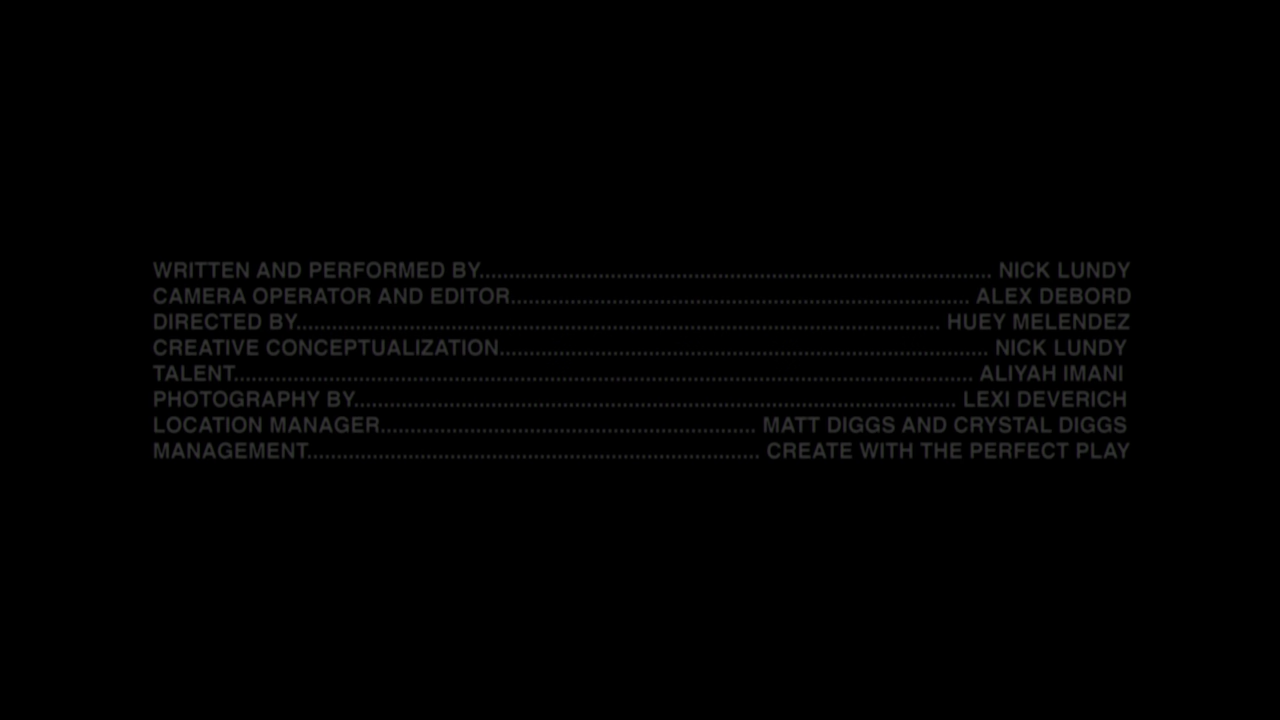 WRITTEN AND PERFORMED BY...................................................................................... NICK LUNDY
CAMERA OPERATOR AND EDITOR............................................................................. ALEX DEBORD
DIRECTED BY............................................................................................................ HUEY MELENDEZ
CREATIVE CONCEPTUALIZATION.................................................................................. NICK LUNDY
TALENT............................................................................................................................ ALIYAH IMANI
PHOTOGRAPHY BY..................................................................................................... LEXI DEVERICH
LOCATION MANAGER............................................................... MATT DIGGS AND CRYSTAL DIGGS
MANAGEMENT............................................................................ CREATE WITH THE PERFECT PLAY